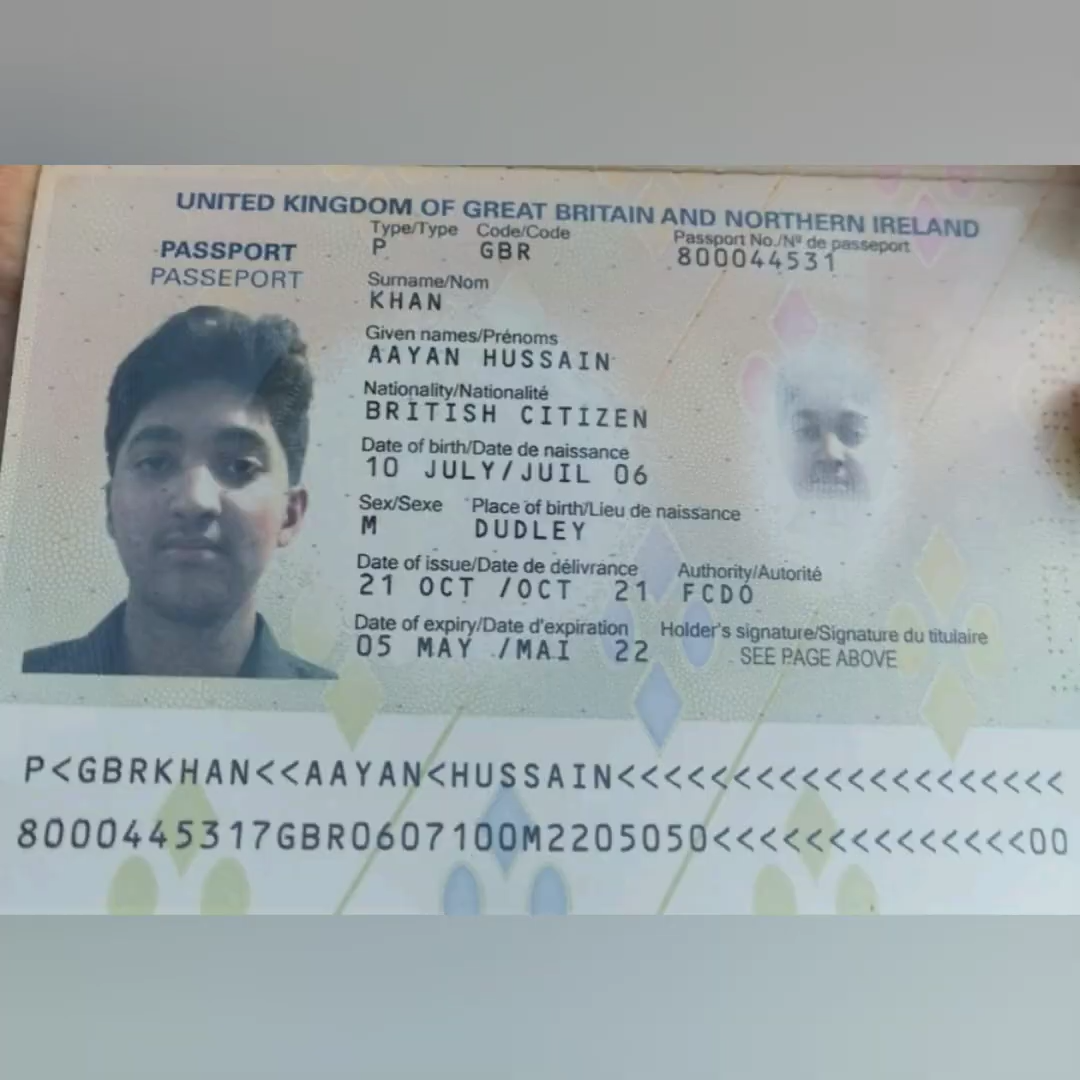 UNITED KINGDOM OF GREAT BRITAIN AND NORTHERN IRELAND
PASSPORT
PASSEPORT
Type/Type Code/Code Passport No./Nº de passeport
P GBR 800044531
Surname/Nom
KHAN
Given names/Prénoms
AAYAN HUSSAIN
Nationality/Nationalité
BRITISH CITIZEN
Date of birth/Date de naissance
10 JULY/JUIL 06
Sex/Sexe Place of birth/Lieu de naissance
M DUDLEY
Date of issue/Date de délivrance Authority/Autorité
21 OCT /OCT 21 FCDO
Date of expiry/Date d'expiration Holder's signature/Signature du titulaire
05 MAY /MAI 22 SEE PAGE ABOVE
P<GBRKHAN<<AAYAN<HUSSAIN<<<<<<<<<<<<<<<<<<<<
8000445317GBR0607100M2205050<<<<<<<<<<<<<<00